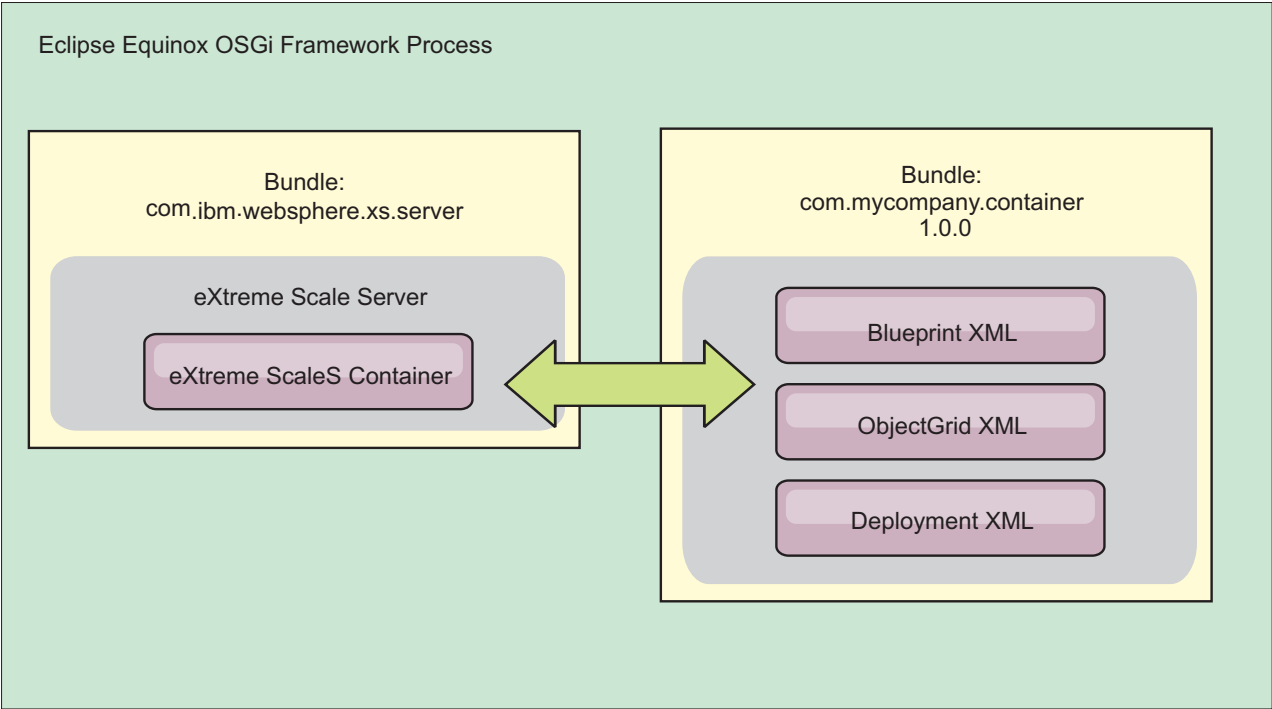 Eclipse Equinox OSGi Framework Process
Bundle:
com.ibm.websphere.xs.server
eXtreme Scale Server
eXtreme ScaleS Container
Bundle:
com.mycompany.container
1.0.0
Blueprint XML
ObjectGrid XML
Deployment XML